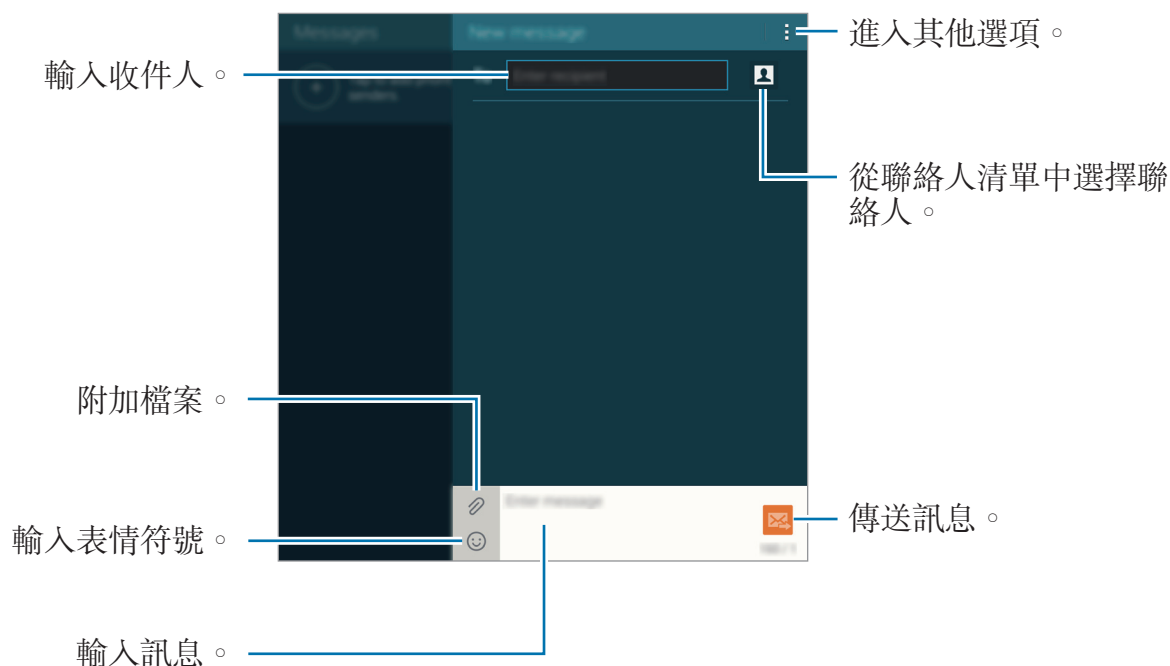 Messages
New message
進入其他選項。
輸入收件人。
Enter recipient
senders
從聯絡人清單中選擇聯
絡人。
附加檔案。
Enter message
傳送訊息。
輸入表情符號。
輸入訊息。